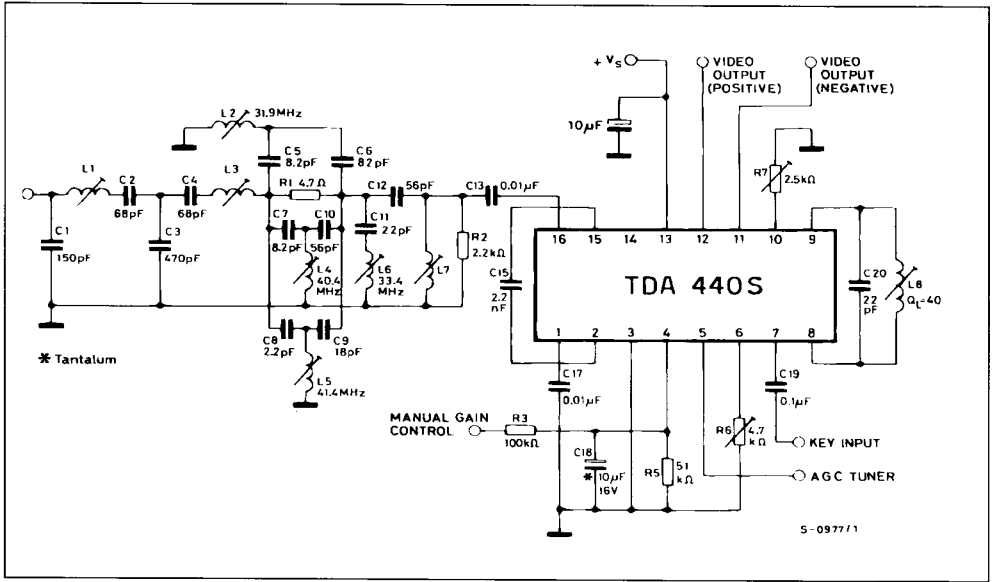 + VS
VIDEO
OUTPUT
(POSITIVE)
VIDEO
OUTPUT
(NEGATIVE)
L2
31.9MHz
10µF
C5
8.2pF
C6
82pF
R7
2.5kΩ
L1
C2
68pF
C4
68pF
L3
R1 4.7Ω
C12
56pF
C13
0.01µF
C1
150pF
C3
470pF
C7
8.2pF
C10
56pF
C11
22pF
L4
40.4
MHz
L6
33.4
MHz
L7
R2
2.2kΩ
16 15 14 13 12 11 10 9
C15
2.2
nF
TDA 440S
C20
22
pF
L8
QL=40
1 2 3 4 5 6 7 8
C8
2.2pF
C9
18pF
L5
41.4MHz
* Tantalum
C17
0.01µF
C19
0.1µF
MANUAL GAIN
CONTROL
R3
100kΩ
R6
4.7
kΩ
KEY INPUT
C18
*
10µF
16V
R5
51
kΩ
AGC TUNER
S-0977/1